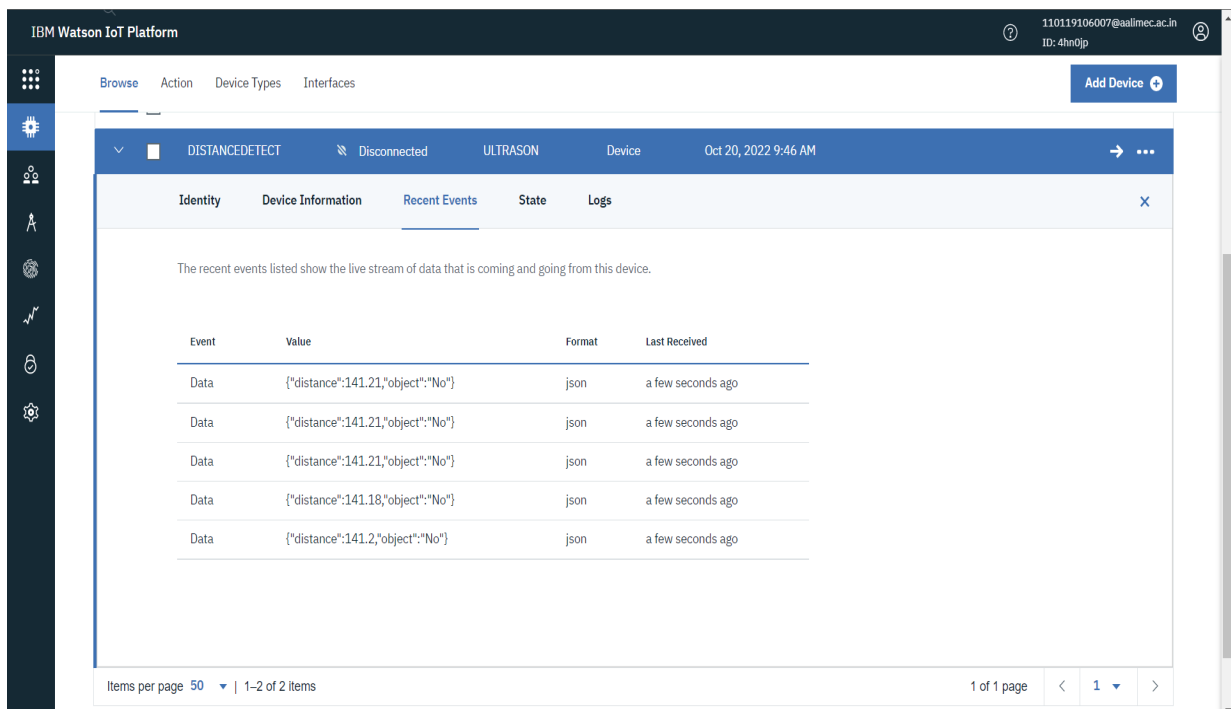 IBM Watson IoT Platform
110119106007@aalimec.ac.in
ID: 4hn0jp
Browse Action Device Types Interfaces
Add Device
DISTANCEDETECT Disconnected ULTRASON Device Oct 20, 2022 9:46 AM
Identity Device Information Recent Events State Logs
The recent events listed show the live stream of data that is coming and going from this device.
Event Value Format Last Received
Data {"distance":141.21,"object":"No"} json a few seconds ago
Data {"distance":141.21,"object":"No"} json a few seconds ago
Data {"distance":141.21,"object":"No"} json a few seconds ago
Data {"distance":141.18,"object":"No"} json a few seconds ago
Data {"distance":141.2,"object":"No"} json a few seconds ago
Items per page 50 | 1–2 of 2 items 1 of 1 page 1